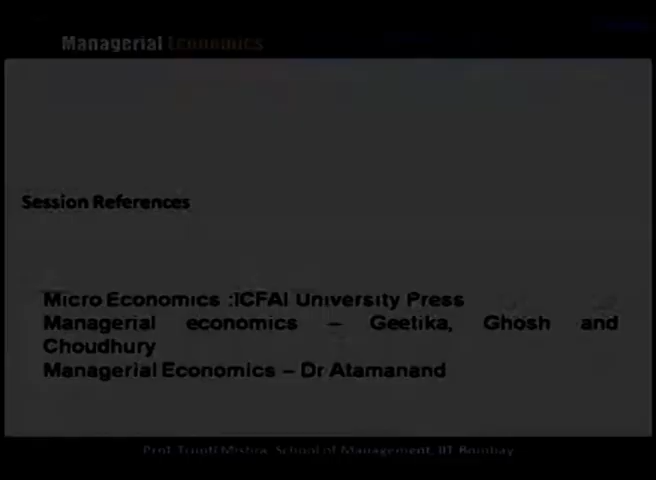 Managerial Economics
Session References
Micro Economics :ICFAI University Press
Managerial economics – Geetika, Ghosh and
Choudhury
Managerial Economics – Dr Atamanand
Prof. Trupti Mishra, School of Management, IIT Bombay